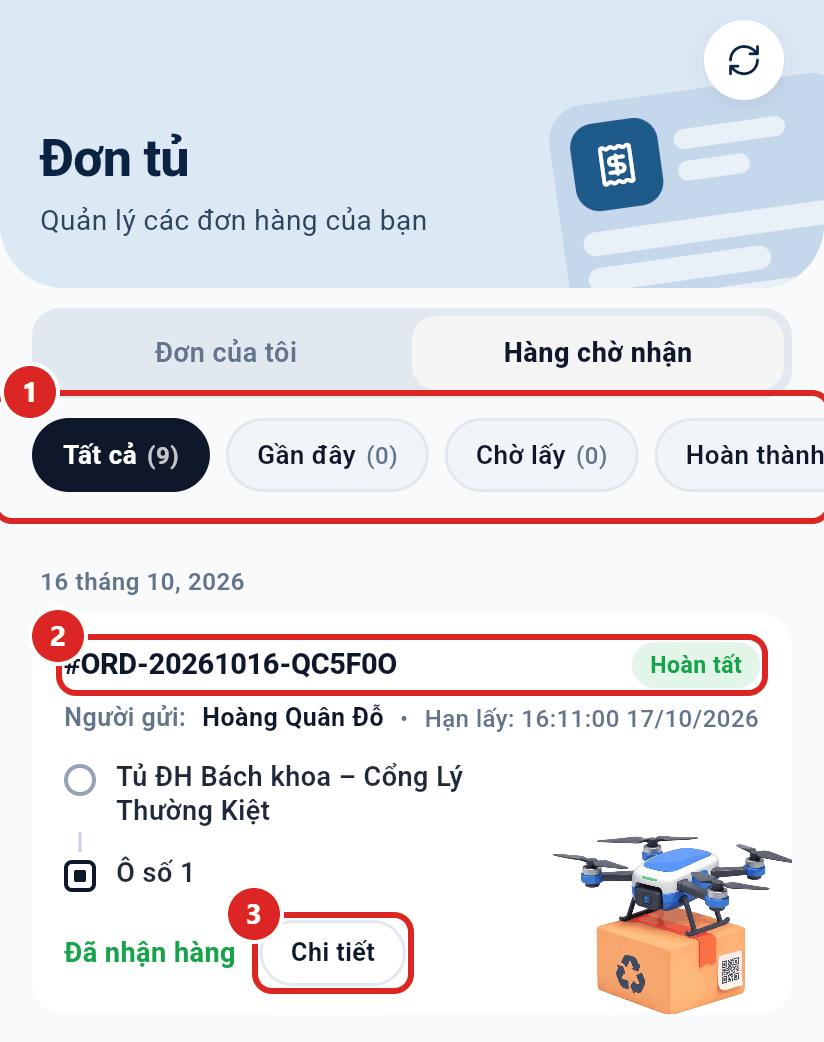 Đơn tủ
Quản lý các đơn hàng của bạn
Đơn của tôi
Hàng chờ nhận
1
Tất cả (9)
Gần đây (0)
Chờ lấy (0)
Hoàn thành
16 tháng 10, 2026
2
#ORD-20261016-QC5F0O
Hoàn tất
Người gửi: Hoàng Quân Đỗ • Hạn lấy: 16:11:00 17/10/2026
Tủ ĐH Bách khoa – Cổng Lý
Thường Kiệt
Ô số 1
3
Đã nhận hàng
Chi tiết